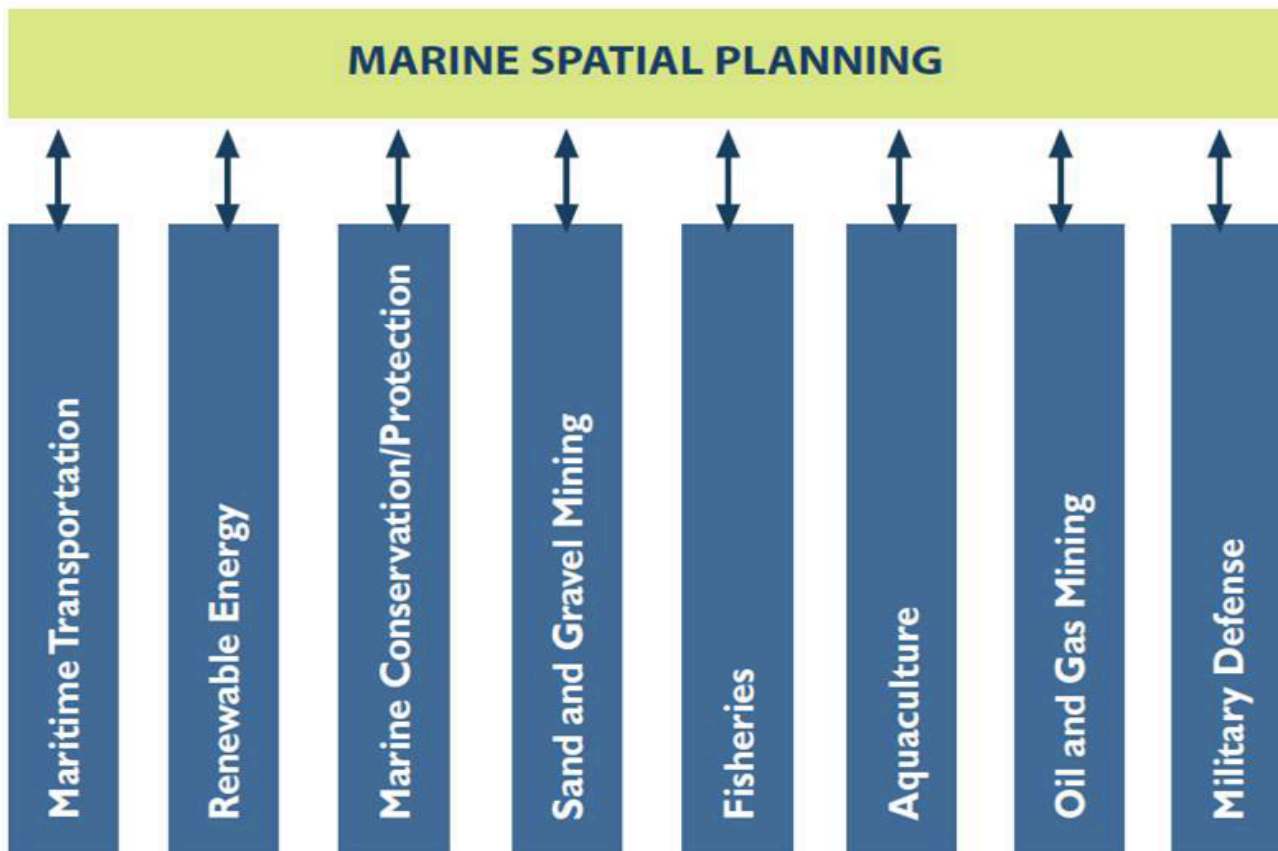 MARINE SPATIAL PLANNING
Maritime Transportation
Renewable Energy
Marine Conservation/Protection
Sand and Gravel Mining
Fisheries
Aquaculture
Oil and Gas Mining
Military Defense